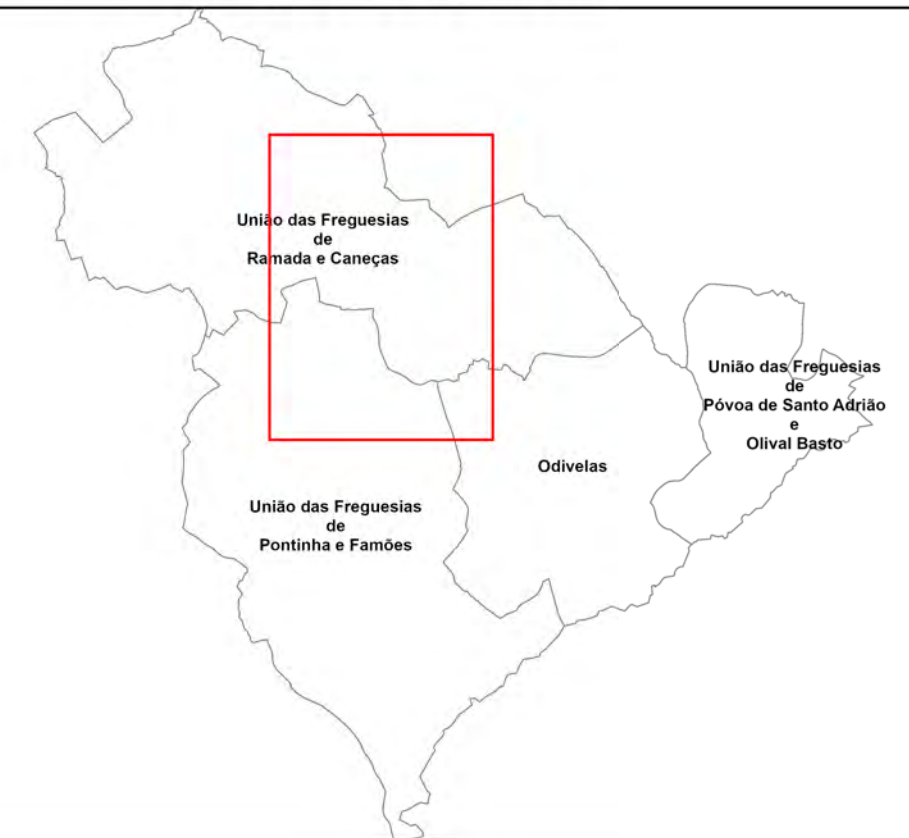 União das Freguesias
de
Ramada e Caneças
União das Freguesias
de
Póvoa de Santo Adrião
e
Olival Basto
Odivelas
União das Freguesias
de
Pontinha e Famões